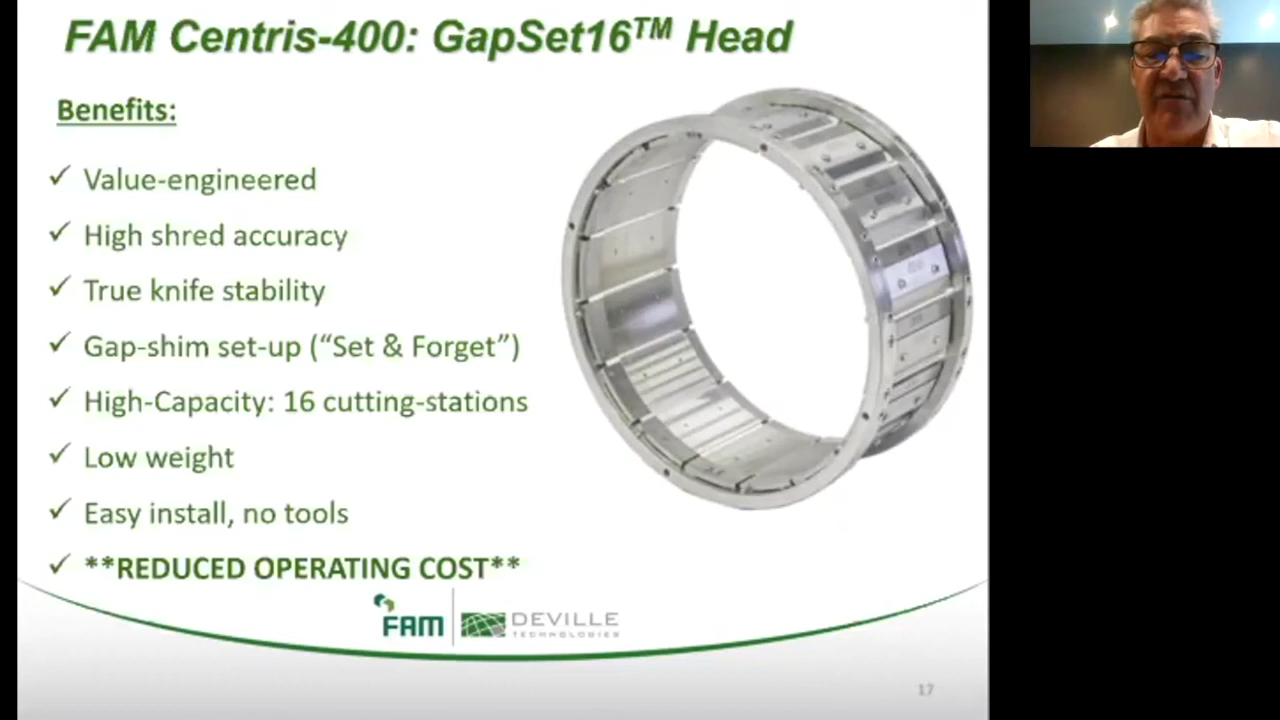 FAM Centris-400: GapSet16™ Head
Benefits:
✓ Value-engineered
✓ High shred accuracy
✓ True knife stability
✓ Gap-shim set-up (“Set & Forget”)
✓ High-Capacity: 16 cutting-stations
✓ Low weight
✓ Easy install, no tools
✓ **REDUCED OPERATING COST**
FAM
DEVILLE
TECHNOLOGIES
17